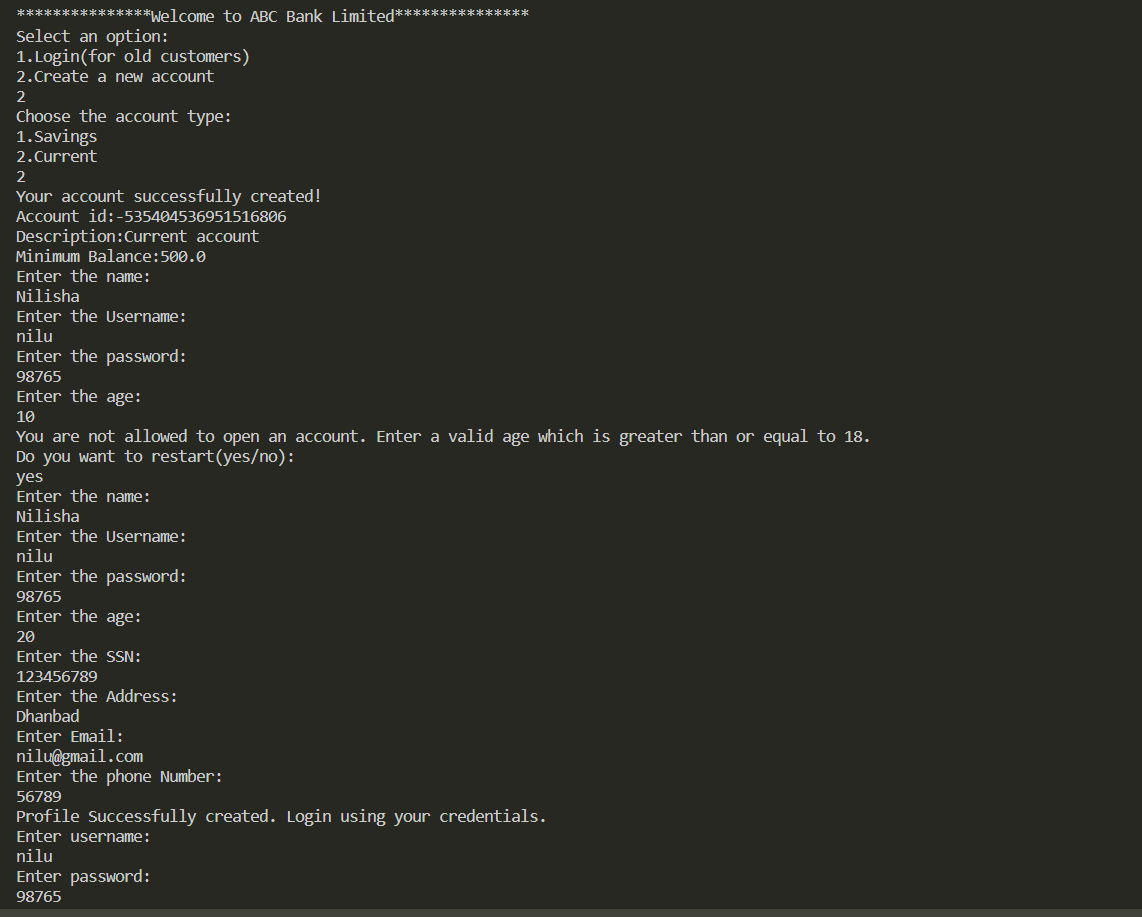 ***************Welcome to ABC Bank Limited***************
Select an option:
1.Login(for old customers)
2.Create a new account
2
Choose the account type:
1.Savings
2.Current
2
Your account successfully created!
Account id:-535404536951516806
Description:Current account
Minimum Balance:500.0
Enter the name:
Nilisha
Enter the Username:
nilu
Enter the password:
98765
Enter the age:
10
You are not allowed to open an account. Enter a valid age which is greater than or equal to 18.
Do you want to restart(yes/no):
yes
Enter the name:
Nilisha
Enter the Username:
nilu
Enter the password:
98765
Enter the age:
20
Enter the SSN:
123456789
Enter the Address:
Dhanbad
Enter Email:
nilu@gmail.com
Enter the phone Number:
56789
Profile Successfully created. Login using your credentials.
Enter username:
nilu
Enter password:
98765